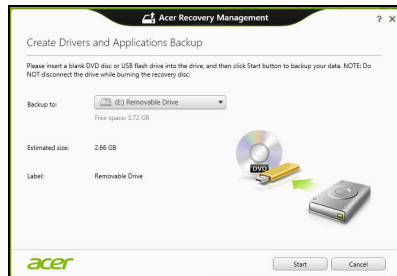 Acer Recovery Management
? ×
Create Drivers and Applications Backup
Please insert a blank DVD disc or USB flash drive into the drive, and then click Start button to backup your data. NOTE: Do
NOT disconnect the drive while burning the recovery disc.
Backup to:
(E:) Removable Drive
Free space: 3.72 GB
Estimated size:
2.66 GB
DVD
Label:
Removable Drive
acer
Start
Cancel